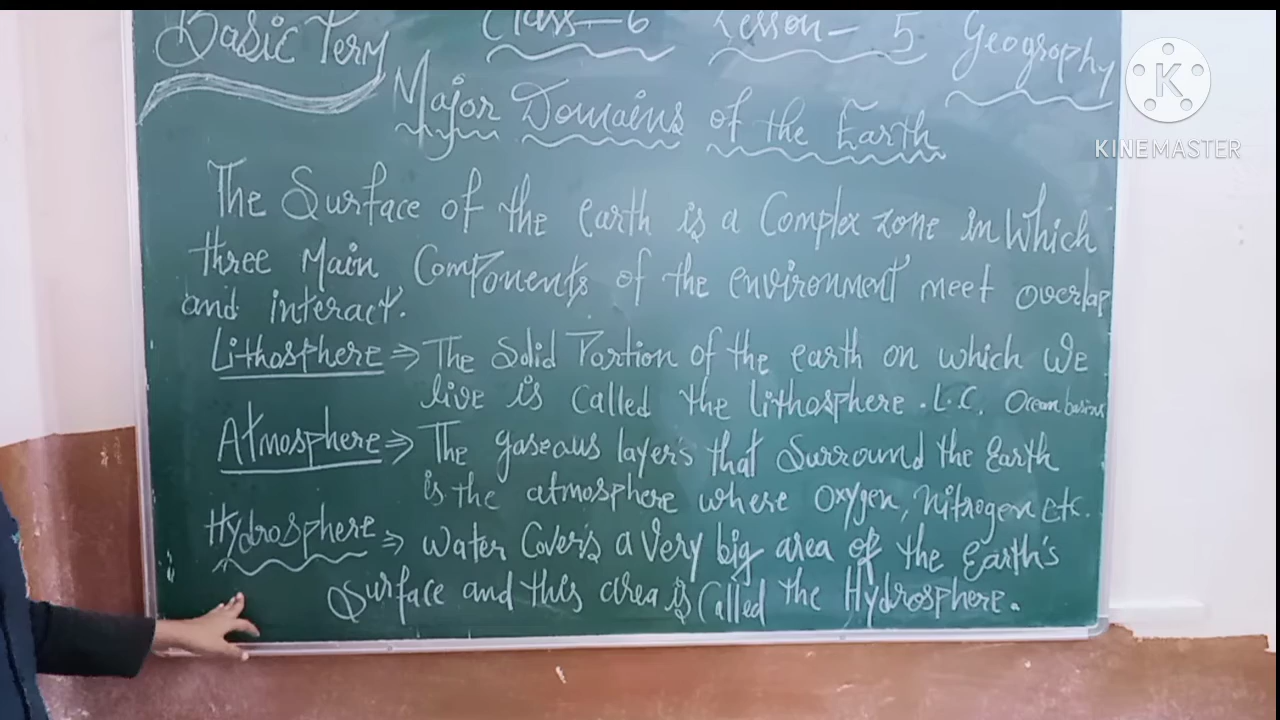 Basic Term Class-6 Lesson-5 Geography
Major Domains of the Earth
The Surface of the earth is a Complex zone in Which
three Main Components of the environment meet overlap
and interact.
Lithosphere ⇒ The Solid Portion of the earth on which We
live is Called the Lithosphere. L.C. Ocean basins
Atmosphere ⇒ The gaseous layers that Surround the Earth
is the atmosphere where Oxygen, Nitrogen etc.
Hydrosphere ⇒ Water Covers a Very big area of the Earth's
Surface and this area is Called the Hydrosphere.
K
KINEMASTER